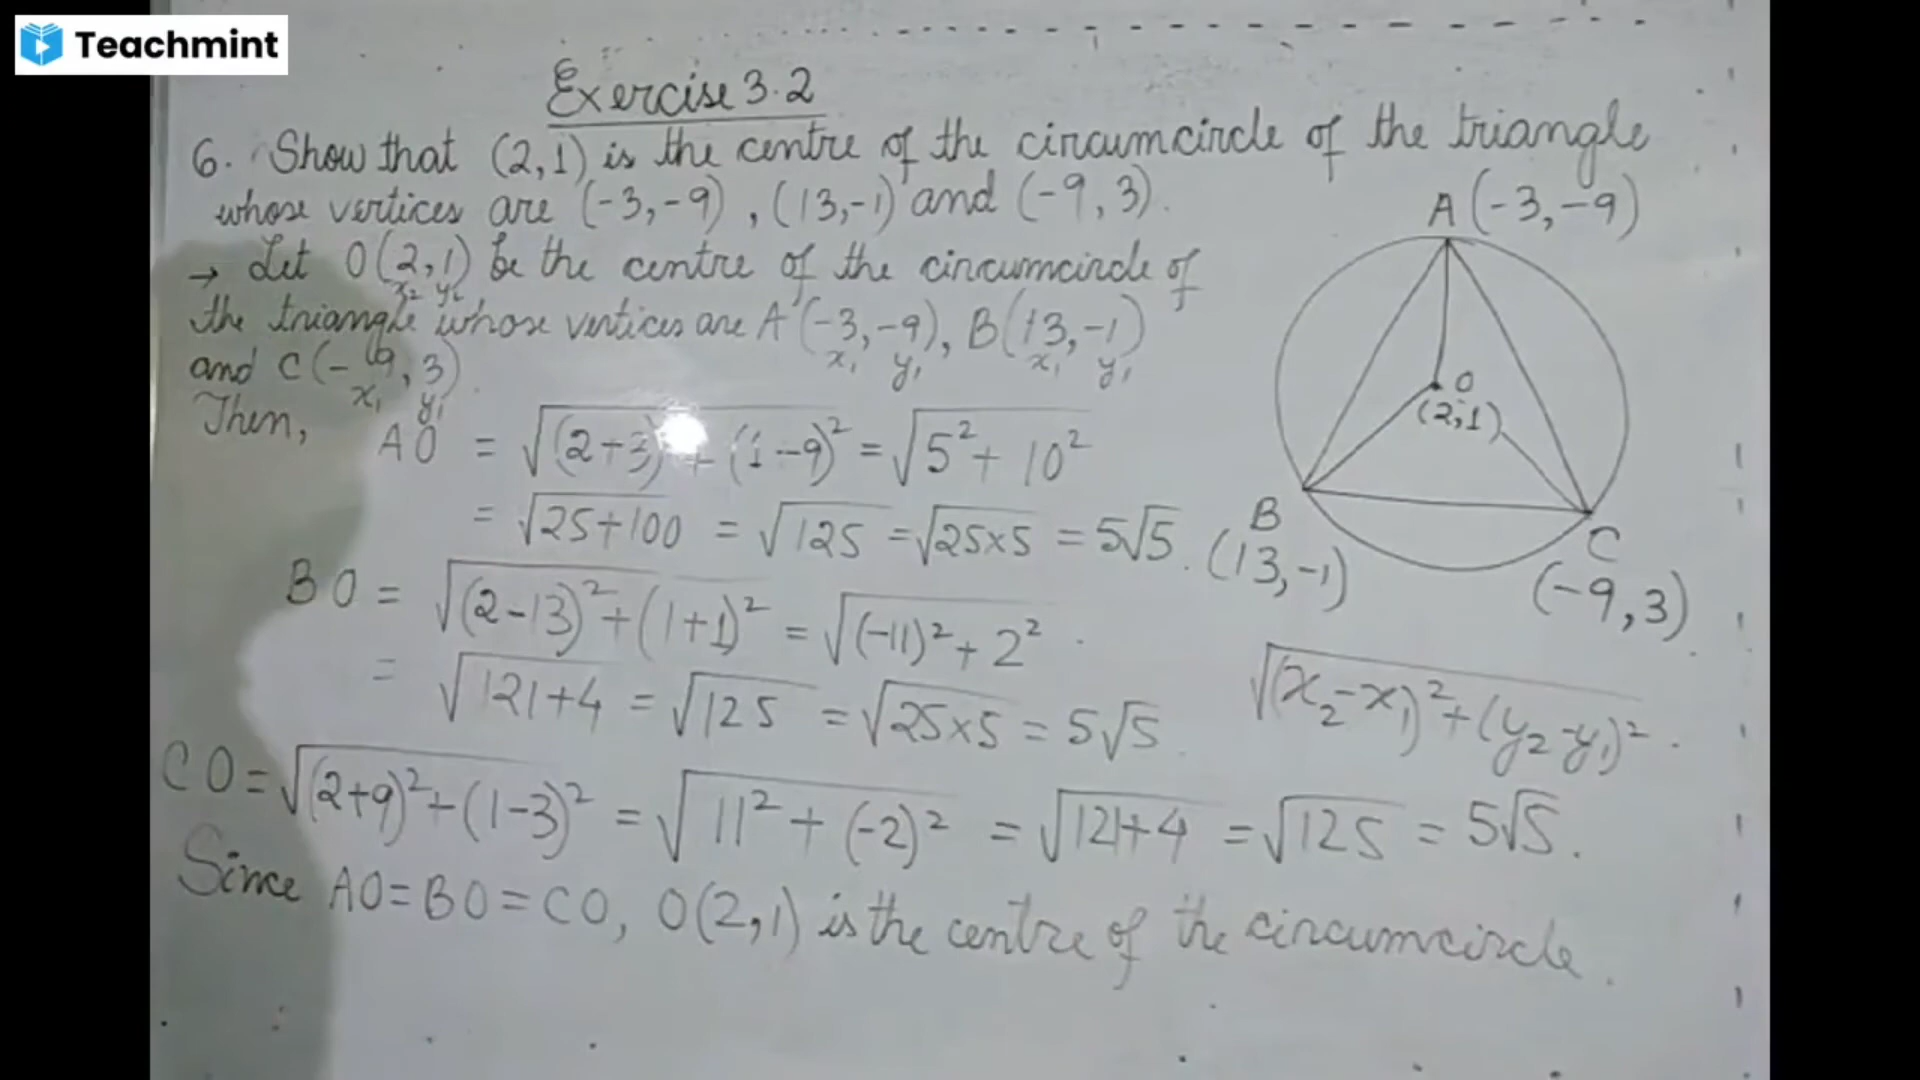 Teachmint
Exercise 3.2
6. Show that (2,1) is the centre of the circumcircle of the triangle
whose vertices are (-3,-9), (13,-1) and (-9,3).
→ Let O(2,1) be the centre of the circumcircle of
x₂ y₂
the triangle whose vertices are A(-3,-9), B(13,-1)
x₁ y₁ x₁ y₁
and C(-9,3).
x₁ y₁
Then, AO = √(2+3) + (1-9)² = √5² + 10²
= √25+100 = √125 = √25×5 = 5√5.
BO = √(2-13)² + (1+1)² = √(-11)² + 2²
= √121+4 = √125 = √25×5 = 5√5.
CO = √(2+9)² + (1-3)² = √11² + (-2)² = √121+4 = √125 = 5√5.
Since AO=BO=CO, O(2,1) is the centre of the circumcircle.
A(-3,-9)
O
(2,1)
B
(13,-1)
C
(-9,3)
√(x₂-x₁)² + (y₂-y₁)².